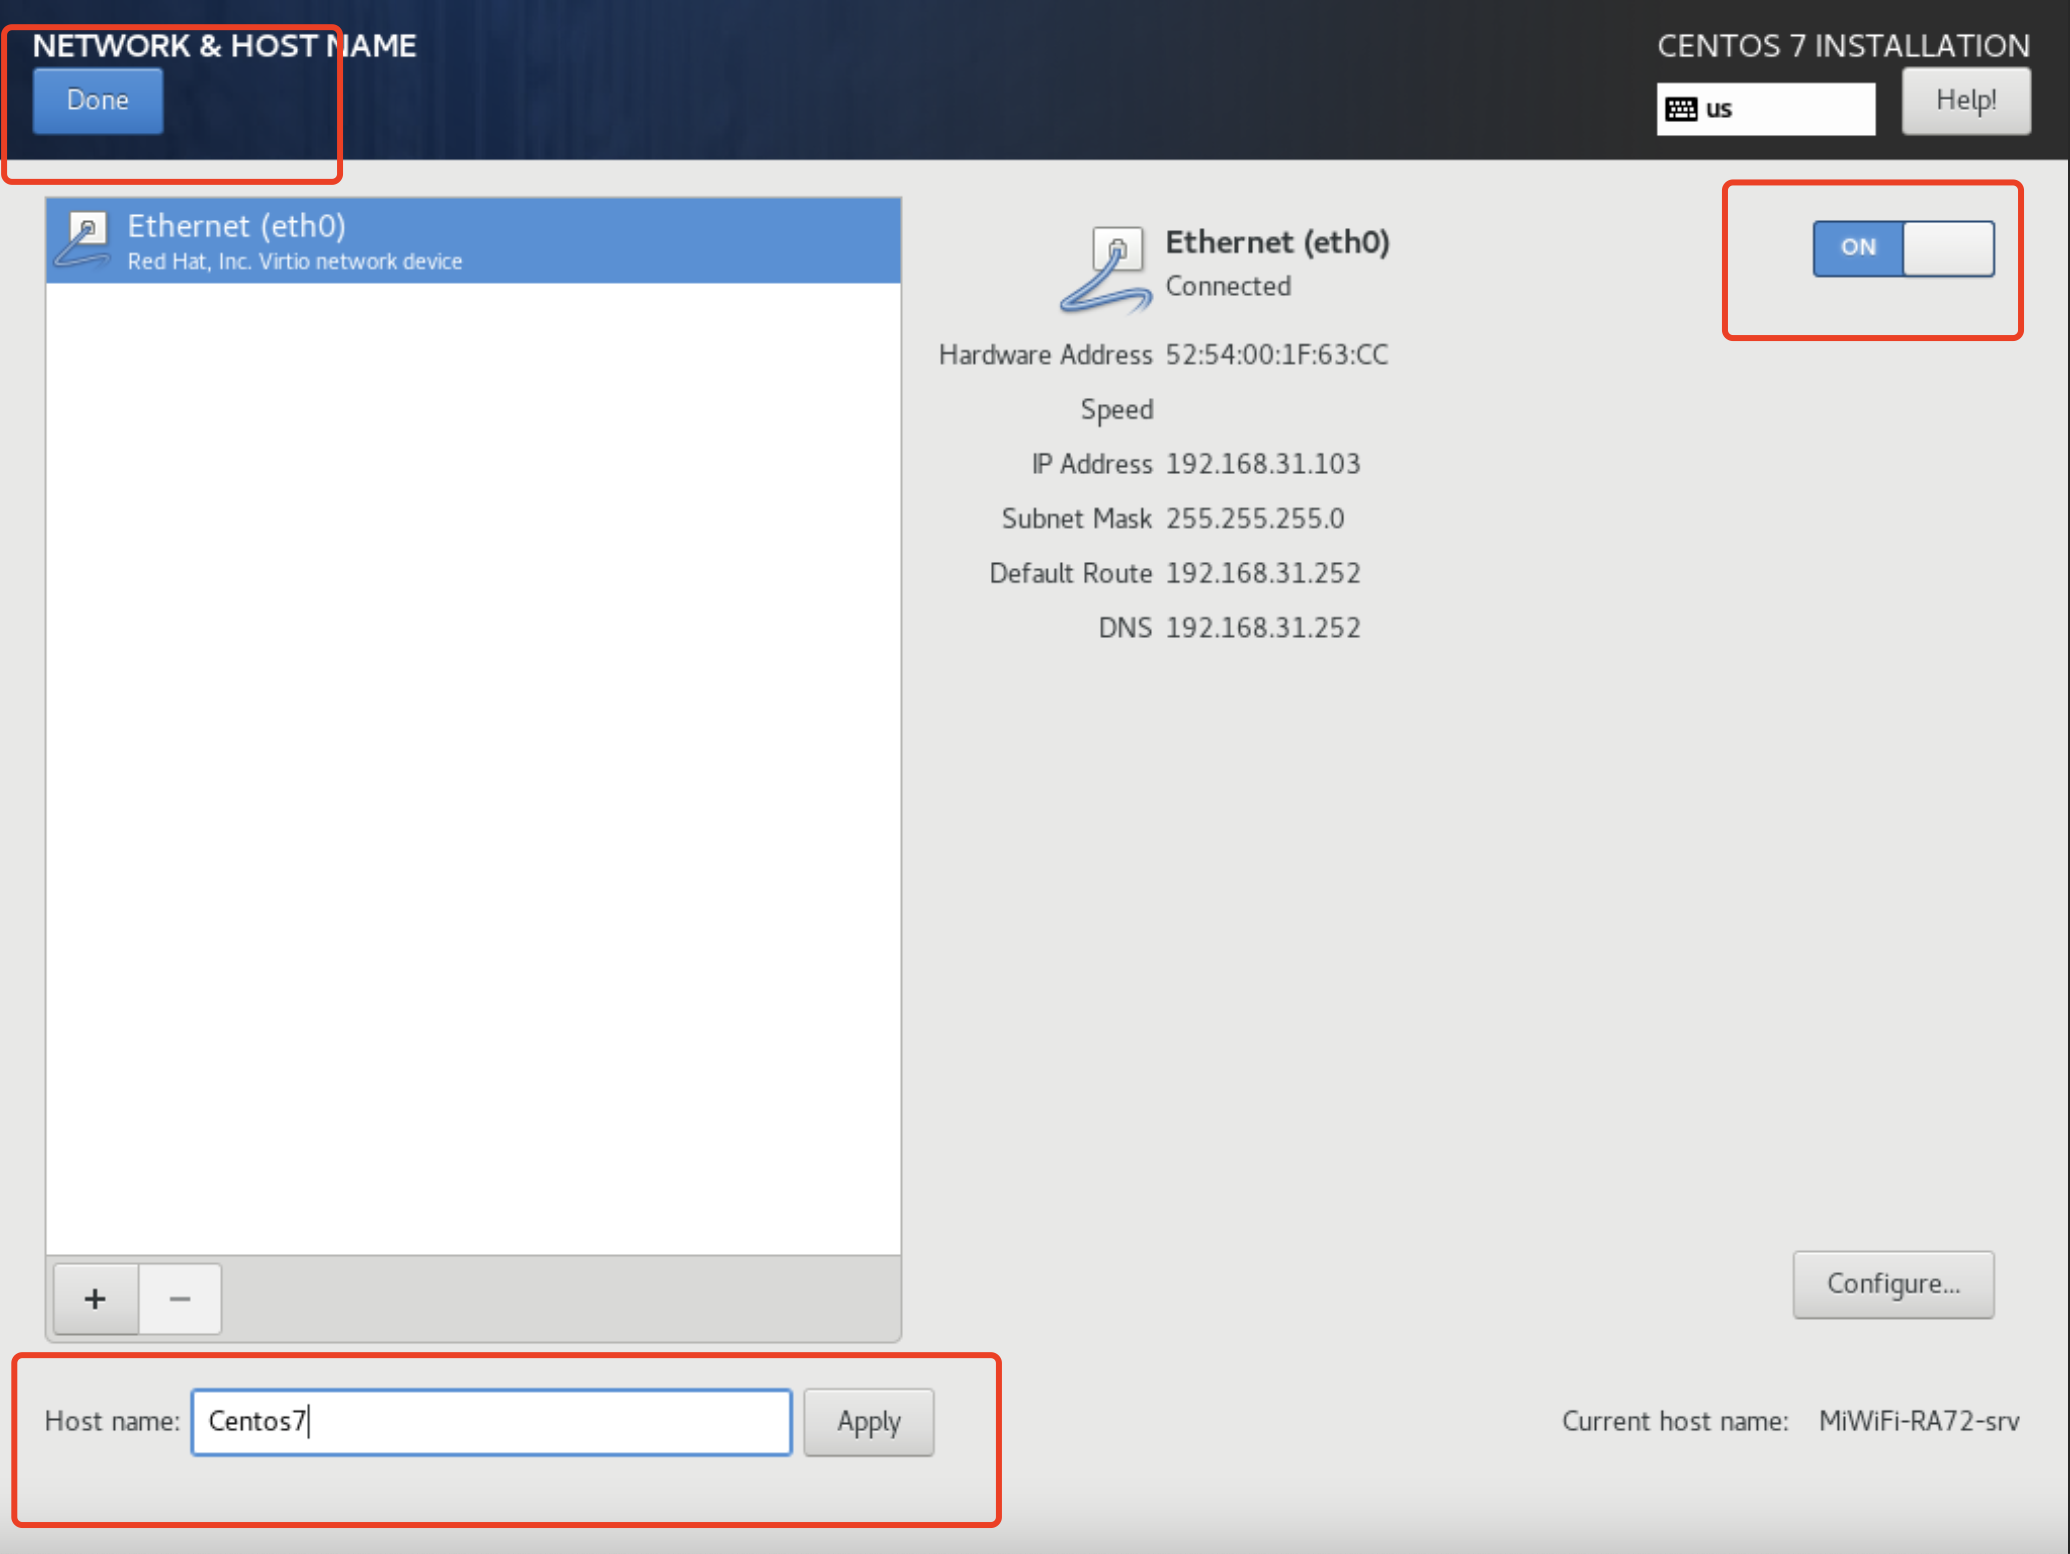 NETWORK & HOST NAME
CENTOS 7 INSTALLATION
Done
us
Help!
Ethernet (eth0)
Red Hat, Inc. Virtio network device
Ethernet (eth0)
Connected
ON
Hardware Address 52:54:00:1F:63:CC
Speed
IP Address 192.168.31.103
Subnet Mask 255.255.255.0
Default Route 192.168.31.252
DNS 192.168.31.252
+ −
Configure...
Host name: Centos7 Apply
Current host name: MiWiFi-RA72-srv